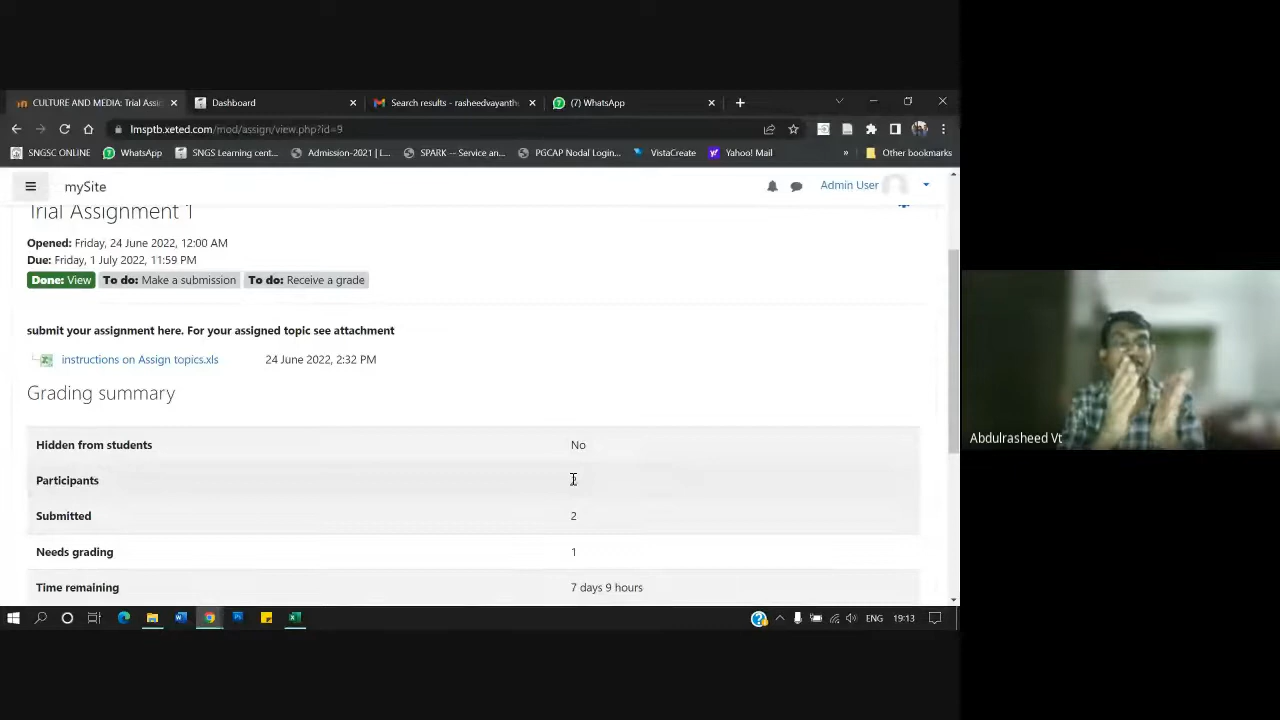 CULTURE AND MEDIA: Trial Assi
Dashboard
Search results - rasheedvayanth
(7) WhatsApp
lmsptb.xeted.com/mod/assign/view.php?id=9
SNGSC ONLINE
WhatsApp
SNGS Learning cent...
Admission-2021 | L...
SPARK -- Service an...
PGCAP Nodal Login...
VistaCreate
Yahoo! Mail
»
Other bookmarks
mySite
Admin User
Trial Assignment 1
Opened: Friday, 24 June 2022, 12:00 AM
Due: Friday, 1 July 2022, 11:59 PM
Done: View To do: Make a submission To do: Receive a grade
submit your assignment here. For your assigned topic see attachment
instructions on Assign topics.xls 24 June 2022, 2:32 PM
Grading summary
Hidden from students No
Participants
Submitted 2
Needs grading 1
Time remaining 7 days 9 hours
ENG 19:13
Abdulrasheed Vt